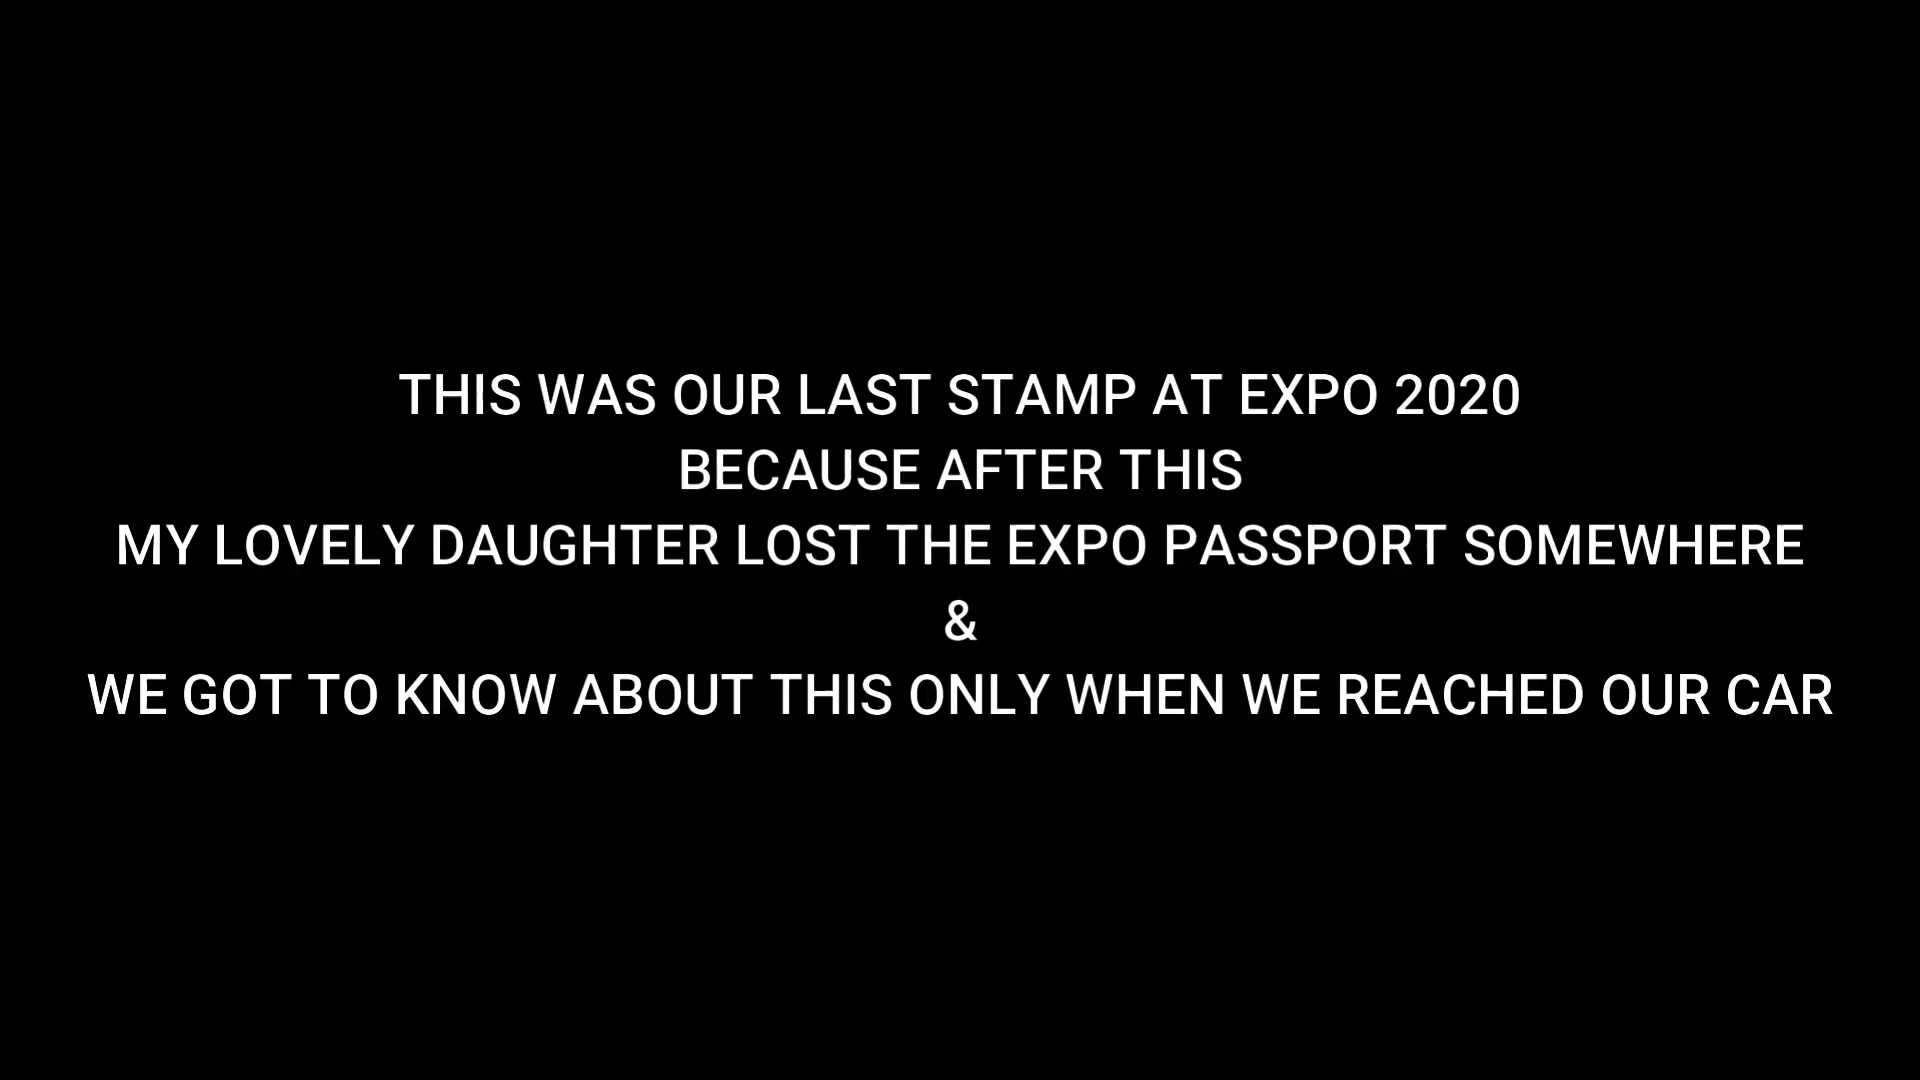 THIS WAS OUR LAST STAMP AT EXPO 2020
BECAUSE AFTER THIS
MY LOVELY DAUGHTER LOST THE EXPO PASSPORT SOMEWHERE
&
WE GOT TO KNOW ABOUT THIS ONLY WHEN WE REACHED OUR CAR